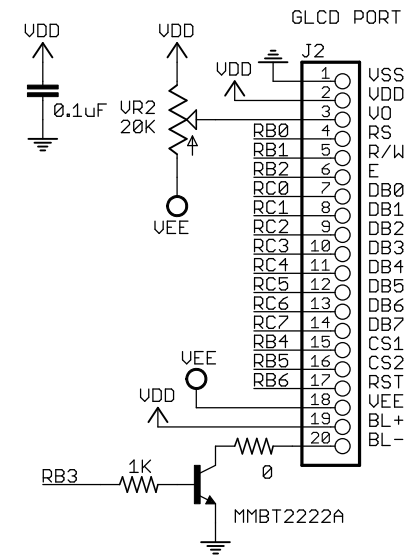 GLCD PORT
VDD
VDD
J2
VDD
1 VSS
2 VDD
0.1uF
VR2
20K
3 VO
RB0 4 RS
RB1 5 R/W
RB2 6 E
RC0 7 DB0
RC1 8 DB1
VEE
RC2 9 DB2
RC3 10 DB3
RC4 11 DB4
RC5 12 DB5
RC6 13 DB6
RC7 14 DB7
RB4 15 CS1
VEE
RB5 16 CS2
RB6 17 RST
VDD
18 VEE
19 BL+
20 BL-
0
RB3
1K
MMBT2222A